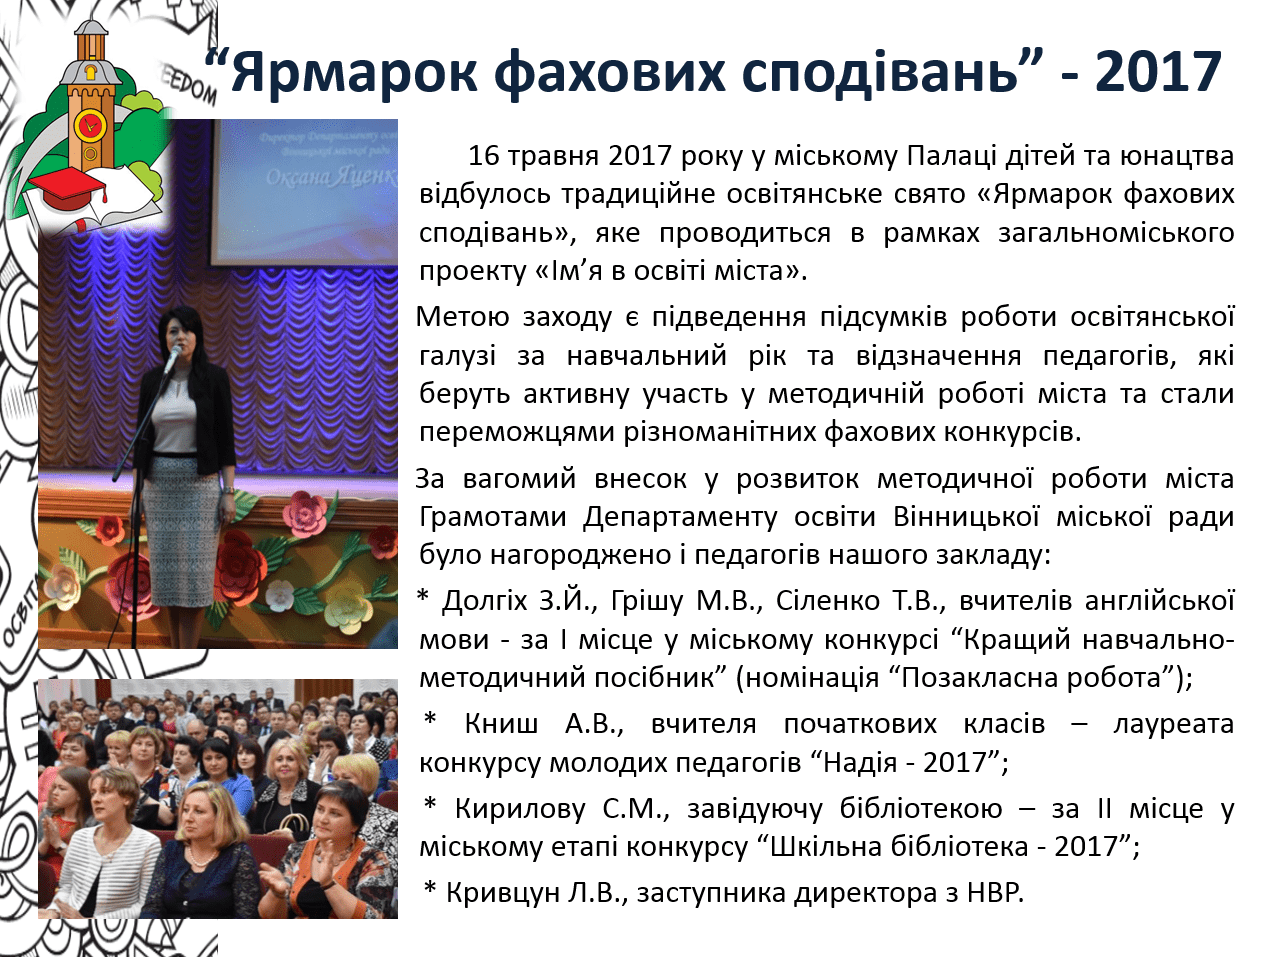 “Ярмарок фахових сподівань” - 2017
REEDOM
Директор Департаменту осві
Вінницької міської ради
Оксана Яценко
16 травня 2017 року у міському Палаці дітей та юнацтва
відбулось традиційне освітянське свято «Ярмарок фахових
сподівань», яке проводиться в рамках загальноміського
проекту «Ім’я в освіті міста».
Метою заходу є підведення підсумків роботи освітянської
галузі за навчальний рік та відзначення педагогів, які
беруть активну участь у методичній роботі міста та стали
переможцями різноманітних фахових конкурсів.
За вагомий внесок у розвиток методичної роботи міста
Грамотами Департаменту освіти Вінницької міської ради
було нагороджено і педагогів нашого закладу:
* Долгіх З.Й., Грішу М.В., Сіленко Т.В., вчителів англійської
мови - за І місце у міському конкурсі “Кращий навчально-
методичний посібник” (номінація “Позакласна робота”);
* Книш А.В., вчителя початкових класів – лауреата
конкурсу молодих педагогів “Надія - 2017”;
* Кирилову С.М., завідуючу бібліотекою – за ІІ місце у
міському етапі конкурсу “Шкільна бібліотека - 2017”;
* Кривцун Л.В., заступника директора з НВР.
ОСВІТ